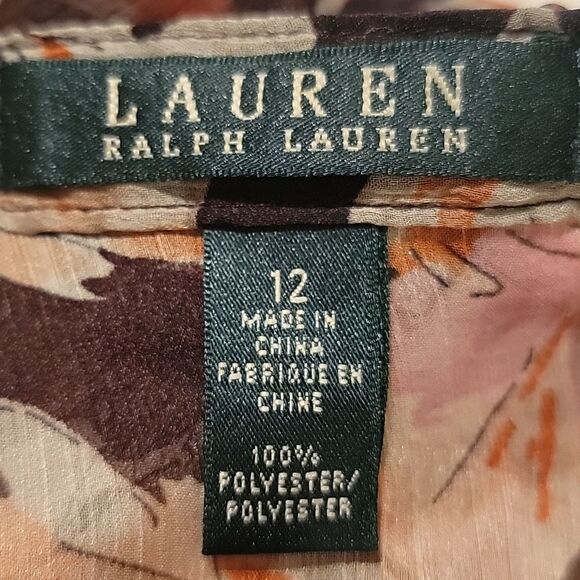 LAUREN
RALPH LAUREN
12
MADE IN
CHINA
FABRIQUE EN
CHINE
100%
POLYESTER/
POLYESTER